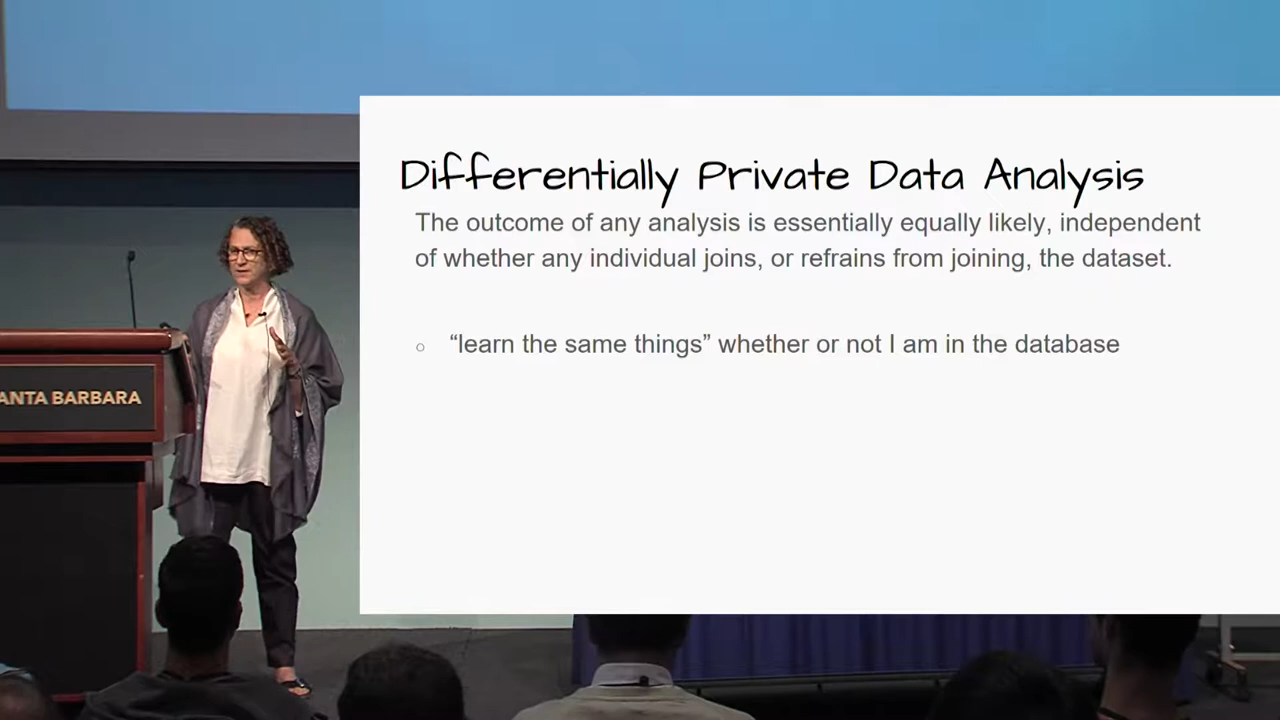 Differentially Private Data Analysis
The outcome of any analysis is essentially equally likely, independent
of whether any individual joins, or refrains from joining, the dataset.
○ “learn the same things” whether or not I am in the database
ANTA BARBARA